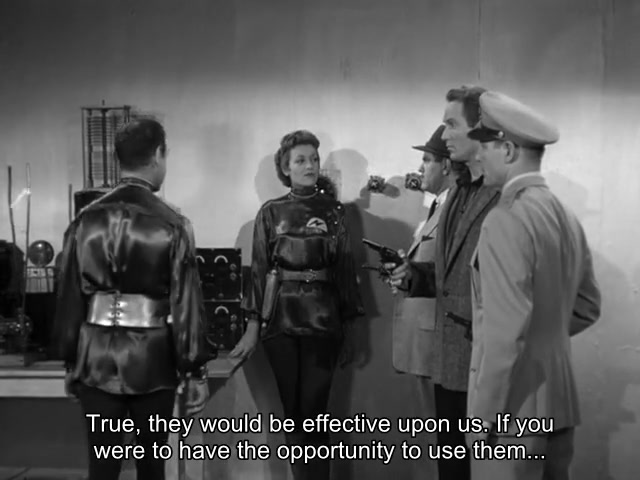 True, they would be effective upon us. If you
were to have the opportunity to use them...